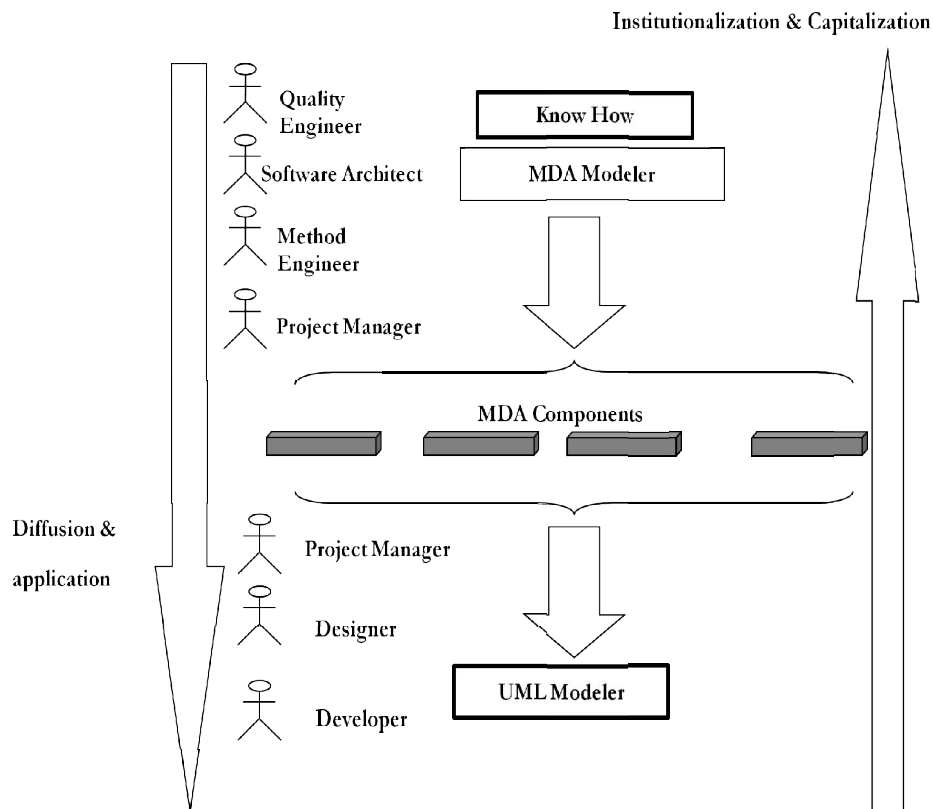 Institutionalization & Capitalization
Quality
Engineer
Know How
Software Architect
MDA Modeler
Method
Engineer
Project Manager
MDA Components
Diffusion &
application
Project Manager
Designer
UML Modeler
Developer